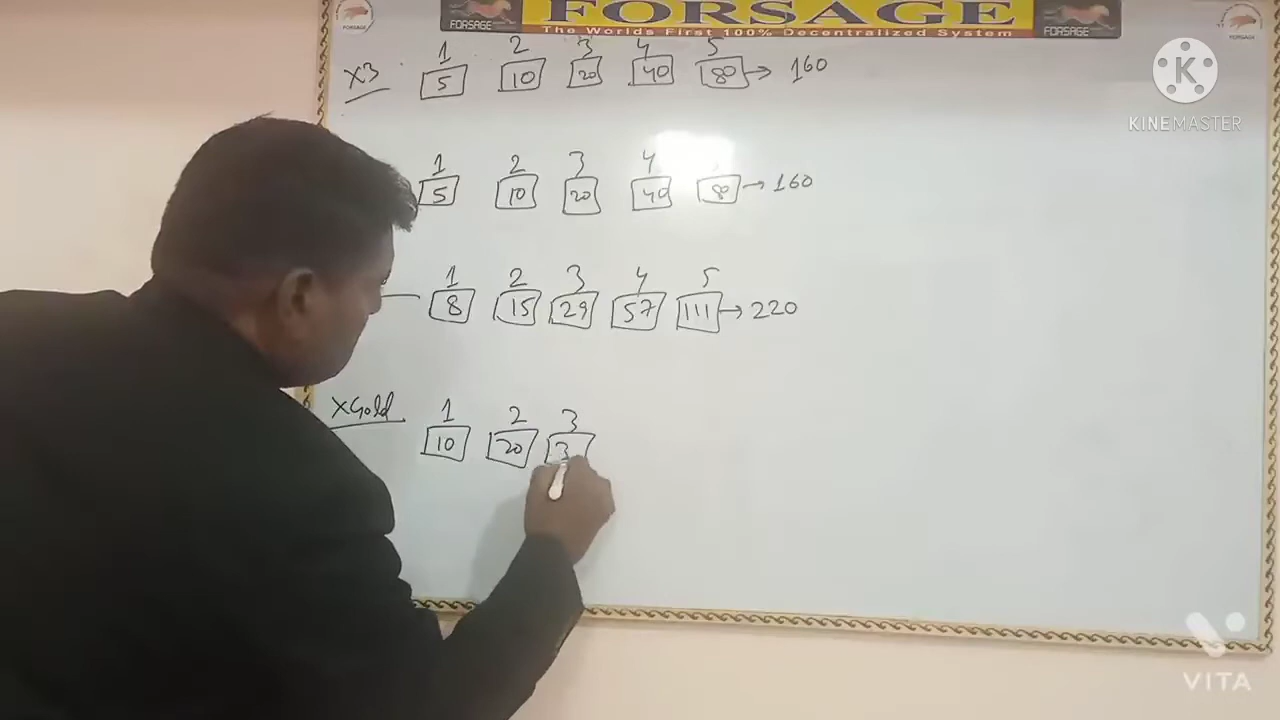 FORSAGE
The Worlds First 100% Decentralized System
FORSAGE
FORSAGE
K
KINEMASTER
1 2 3 4 5
X3 5 10 20 40 80 → 160
1 2 3 4
5 10 20 40 80 → 160
1 2 3 4 5
8 15 29 57 111 → 220
1 2 3
XGold 10 20 3
VITA